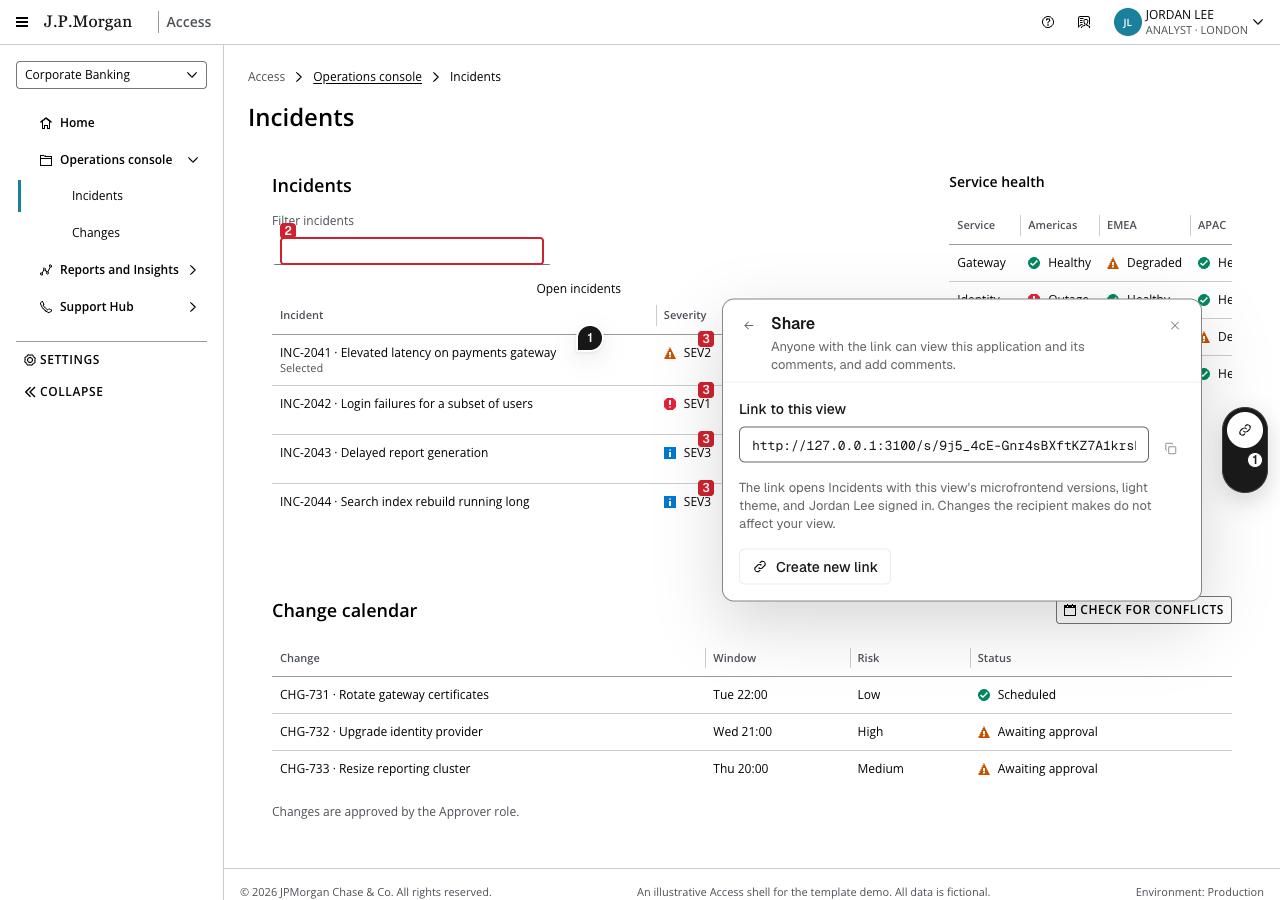 J.P.Morgan
Access
JL
JORDAN LEE
ANALYST · LONDON
Corporate Banking
Home
Operations console
Incidents
Changes
Reports and Insights
Support Hub
SETTINGS
COLLAPSE
Access
Operations console
Incidents
Incidents
Incidents
Filter incidents
2
Open incidents
Incident
Severity
1
INC-2041 · Elevated latency on payments gateway
Selected
3
SEV2
INC-2042 · Login failures for a subset of users
3
SEV1
INC-2043 · Delayed report generation
3
SEV3
INC-2044 · Search index rebuild running long
3
SEV3
Service health
Service
Americas
EMEA
APAC
Gateway
Healthy
Degraded
He
Identity
Outage
Healthy
He
De
He
Share
Anyone with the link can view this application and its
comments, and add comments.
Link to this view
http://127.0.0.1:3100/s/9j5_4cE-Gnr4sBXftKZ7A1krs
The link opens Incidents with this view's microfrontend versions, light
theme, and Jordan Lee signed in. Changes the recipient makes do not
affect your view.
Create new link
1
Change calendar
CHECK FOR CONFLICTS
Change
Window
Risk
Status
CHG-731 · Rotate gateway certificates
Tue 22:00
Low
Scheduled
CHG-732 · Upgrade identity provider
Wed 21:00
High
Awaiting approval
CHG-733 · Resize reporting cluster
Thu 20:00
Medium
Awaiting approval
Changes are approved by the Approver role.
© 2026 JPMorgan Chase & Co. All rights reserved.
An illustrative Access shell for the template demo. All data is fictional.
Environment: Production